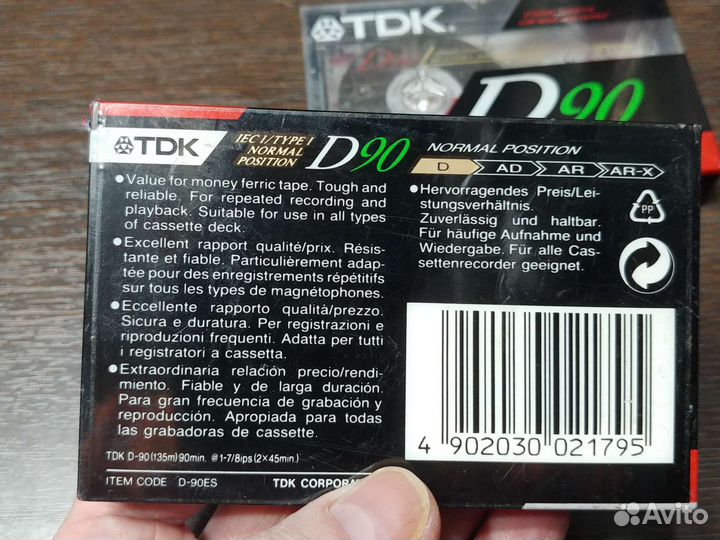 TDK
D90
TDK
IEC I/TYPE I
NORMAL
POSITION
D90
NORMAL POSITION
D AD AR AR-X
•Value for money ferric tape. Tough and
reliable. For repeated recording and
playback. Suitable for use in all types
of cassette deck.
•Excellent rapport qualité/prix. Résis-
tante et fiable. Particulièrement adap-
tée pour des enregistrements répétitifs
sur tous les types de magnétophones.
•Eccellente rapporto qualità/prezzo.
Sicura e duratura. Per registrazioni e
riproduzioni frequenti. Adatta per tutti
i registratori a cassetta.
•Extraordinaria relación precio/rendi-
miento. Fiable y de larga duración.
Para gran frecuencia de grabación y
reproducción. Apropiada para todas
las grabadoras de cassette.
•Hervorragendes Preis/Lei-
stungsverhältnis.
Zuverlässig und haltbar.
Für häufige Aufnahme und
Wiedergabe. Für alle Cas-
settenrecorder geeignet.
PP
4 902030 021795
TDK D-90 (135m) 90min. @1-7/8ips (2×45min.)
ITEM CODE D-90ES TDK CORPORAT
Avito